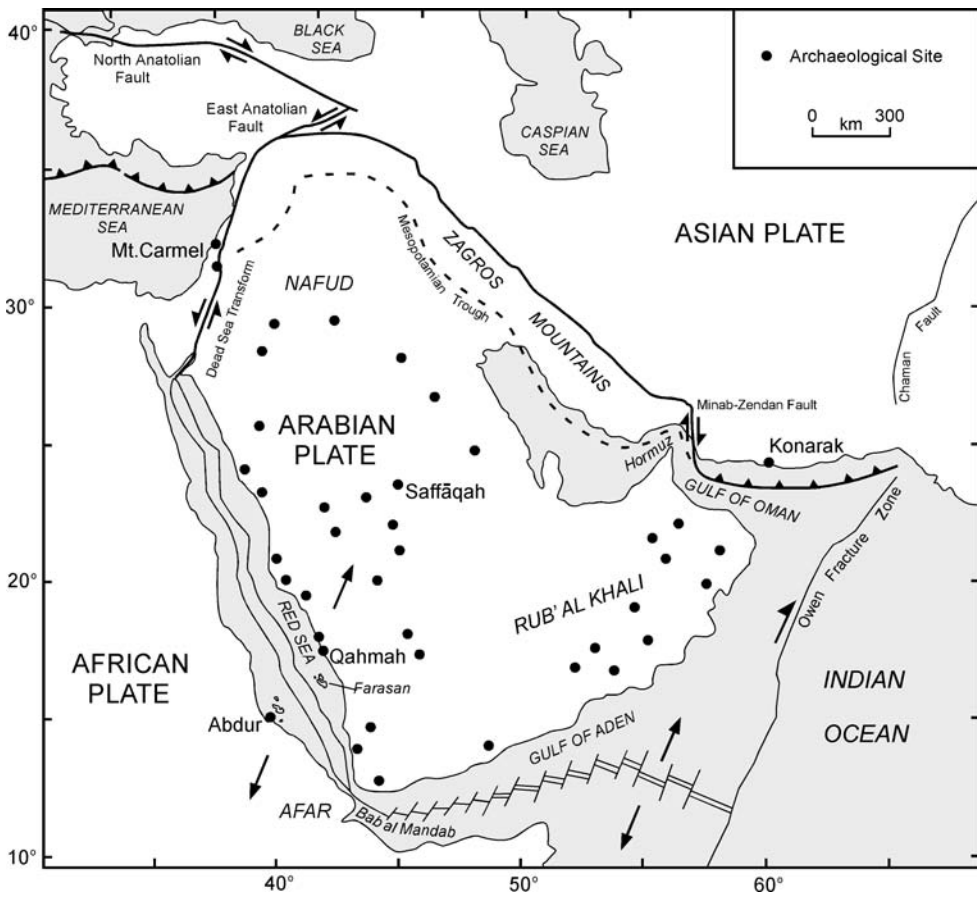 40°
BLACK
SEA
Archaeological Site
North Anatolian
Fault
East Anatolian
Fault
0 300
km
CASPIAN
SEA
MEDITERRANEAN
SEA
Mt.Carmel
ASIAN PLATE
ZAGROS
MOUNTAINS
Mesopotamian
Trough
NAFUD
Dead Sea Transform
30°
Chaman
Fault
Minab-Zendan Fault
ARABIAN
PLATE
Hormuz
Konarak
Saffāqah
GULF OF OMAN
Owen Fracture Zone
20°
RUB' AL KHALI
RED SEA
Qahmah
AFRICAN
PLATE
Farasan
INDIAN
OCEAN
Abdur
GULF OF ADEN
AFAR
Bab al Mandab
10°
40° 50° 60°